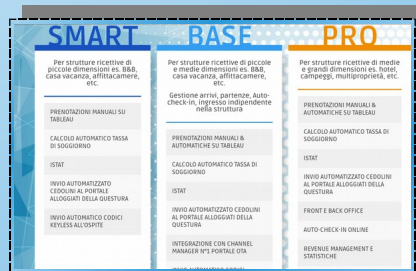 SMART
Per strutture ricettive di
piccole dimensioni es. B&B,
casa vacanza, affittacamere,
etc.
PRENOTAZIONI MANUALI SU
TABLEAU
CALCOLO AUTOMATICO TASSA
DI SOGGIORNO
ISTAT
INVIO AUTOMATIZZATO
CEDOLINI AL PORTALE
ALLOGGIATI DELLA QUESTURA
INVIO AUTOMATICO CODICI
KEYLESS ALL'OSPITE
BASE
Per strutture ricettive di piccole
e medie dimensioni es. B&B,
casa vacanza, affittacamere,
etc.
Gestione arrivi, partenze, Auto-
check-in, ingresso indipendente
nella struttura
PRENOTAZIONI MANUALI &
AUTOMATICHE SU TABLEAU
CALCOLO AUTOMATICO TASSA DI
SOGGIORNO
ISTAT
INVIO AUTOMATIZZATO CEDOLINI
AL PORTALE ALLOGGIATI DELLA
QUESTURA
INTEGRAZIONE CON CHANNEL
MANAGER N°1 PORTALE OTA
INVIO AUTOMATICO CODICI
PRO
Per strutture ricettive di medie
e grandi dimensioni es. hotel,
campeggi, multiproprietà, etc.
PRENOTAZIONI MANUALI &
AUTOMATICHE SU TABLEAU
CALCOLO AUTOMATICO TASSA DI
SOGGIORNO
ISTAT
INVIO AUTOMATIZZATO CEDOLINI
AL PORTALE ALLOGGIATI DELLA
QUESTURA
FRONT E BACK OFFICE
AUTO-CHECK-IN ONLINE
REVENUE MANAGEMENT E
STATISTICHE